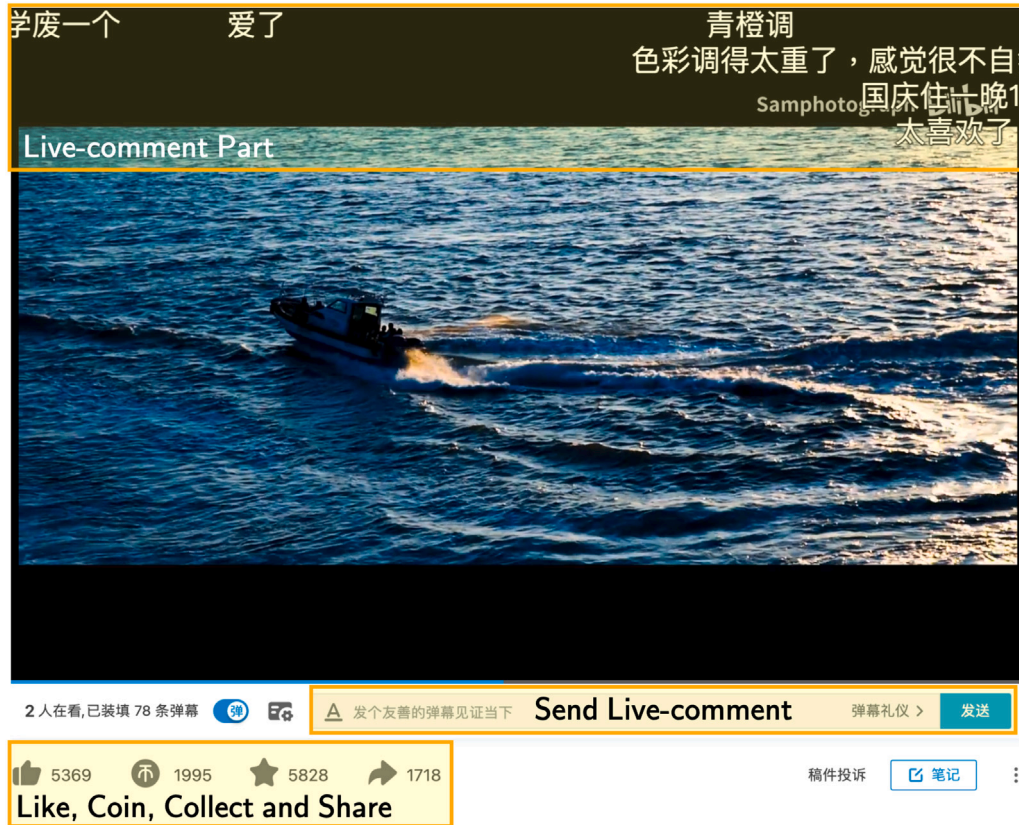 学废一个 爱了 青橙调
色彩调得太重了，感觉很不自
Samphotograph bilibili 国庆住一晚1
太喜欢了
Live-comment Part
2 人在看,已装填 78 条弹幕 弹 A 发个友善的弹幕见证当下 Send Live-comment 弹幕礼仪 > 发送
5369 1995 5828 1718 稿件投诉 笔记
Like, Coin, Collect and Share